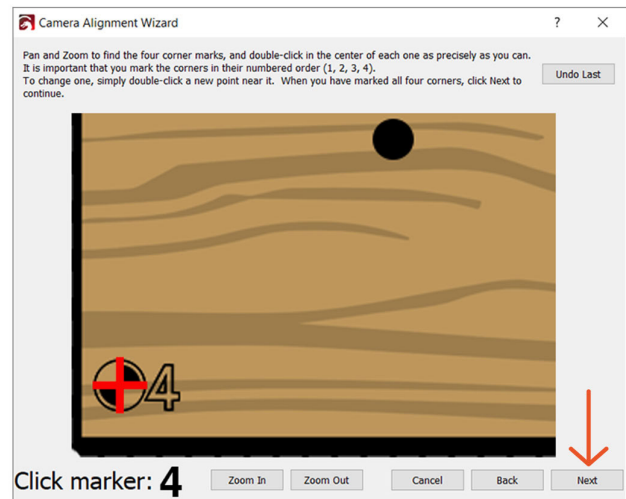 Camera Alignment Wizard
?
Pan and Zoom to find the four corner marks, and double-click in the center of each one as precisely as you can.
It is important that you mark the corners in their numbered order (1, 2, 3, 4).
To change one, simply double-click a new point near it. When you have marked all four corners, click Next to
continue.
Undo Last
4
Click marker: 4
Zoom In
Zoom Out
Cancel
Back
Next